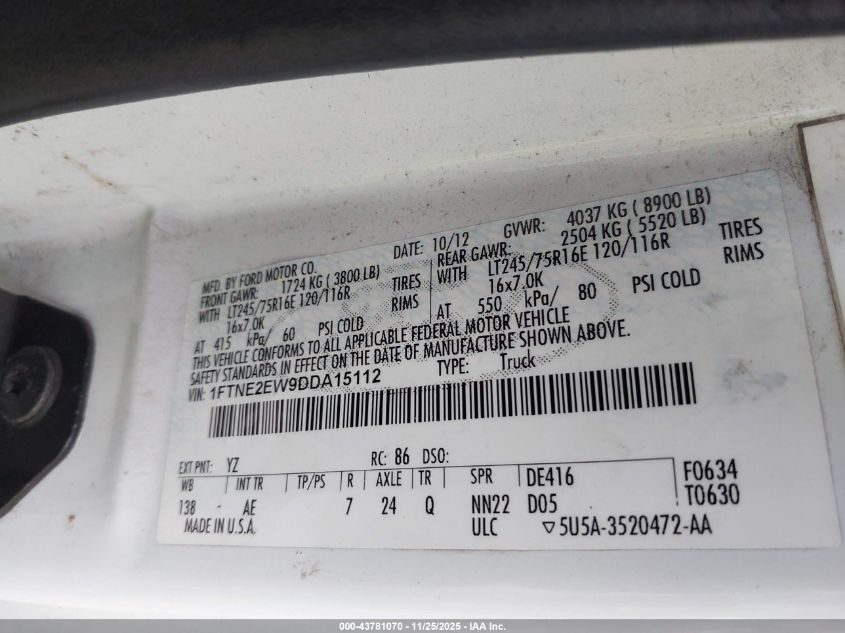 MFD. BY FORD MOTOR CO.
DATE: 10/12 GVWR: 4037 KG ( 8900 LB)
FRONT GAWR: 1724 KG ( 3800 LB)
REAR GAWR: 2504 KG ( 5520 LB)
WITH LT245/75R16E 120/116R TIRES
WITH LT245/75R16E 120/116R TIRES
16x7.0K RIMS
16x7.0K RIMS
AT 415 kPa/ 60 PSI COLD
AT 550 kPa/ 80 PSI COLD
THIS VEHICLE CONFORMS TO ALL APPLICABLE FEDERAL MOTOR VEHICLE
SAFETY STANDARDS IN EFFECT ON THE DATE OF MANUFACTURE SHOWN ABOVE.
VIN: 1FTNE2EW9DDA15112 TYPE: Truck
EXT PNT: YZ RC: 86 DSO:
WB INT TR TP/PS R AXLE TR SPR DE416 F0634
138 AE 7 24 Q NN22 D05 T0630
MADE IN U.S.A. ULC ▽5U5A-3520472-AA
000-43781070 - 11/25/2025 - IAA Inc.